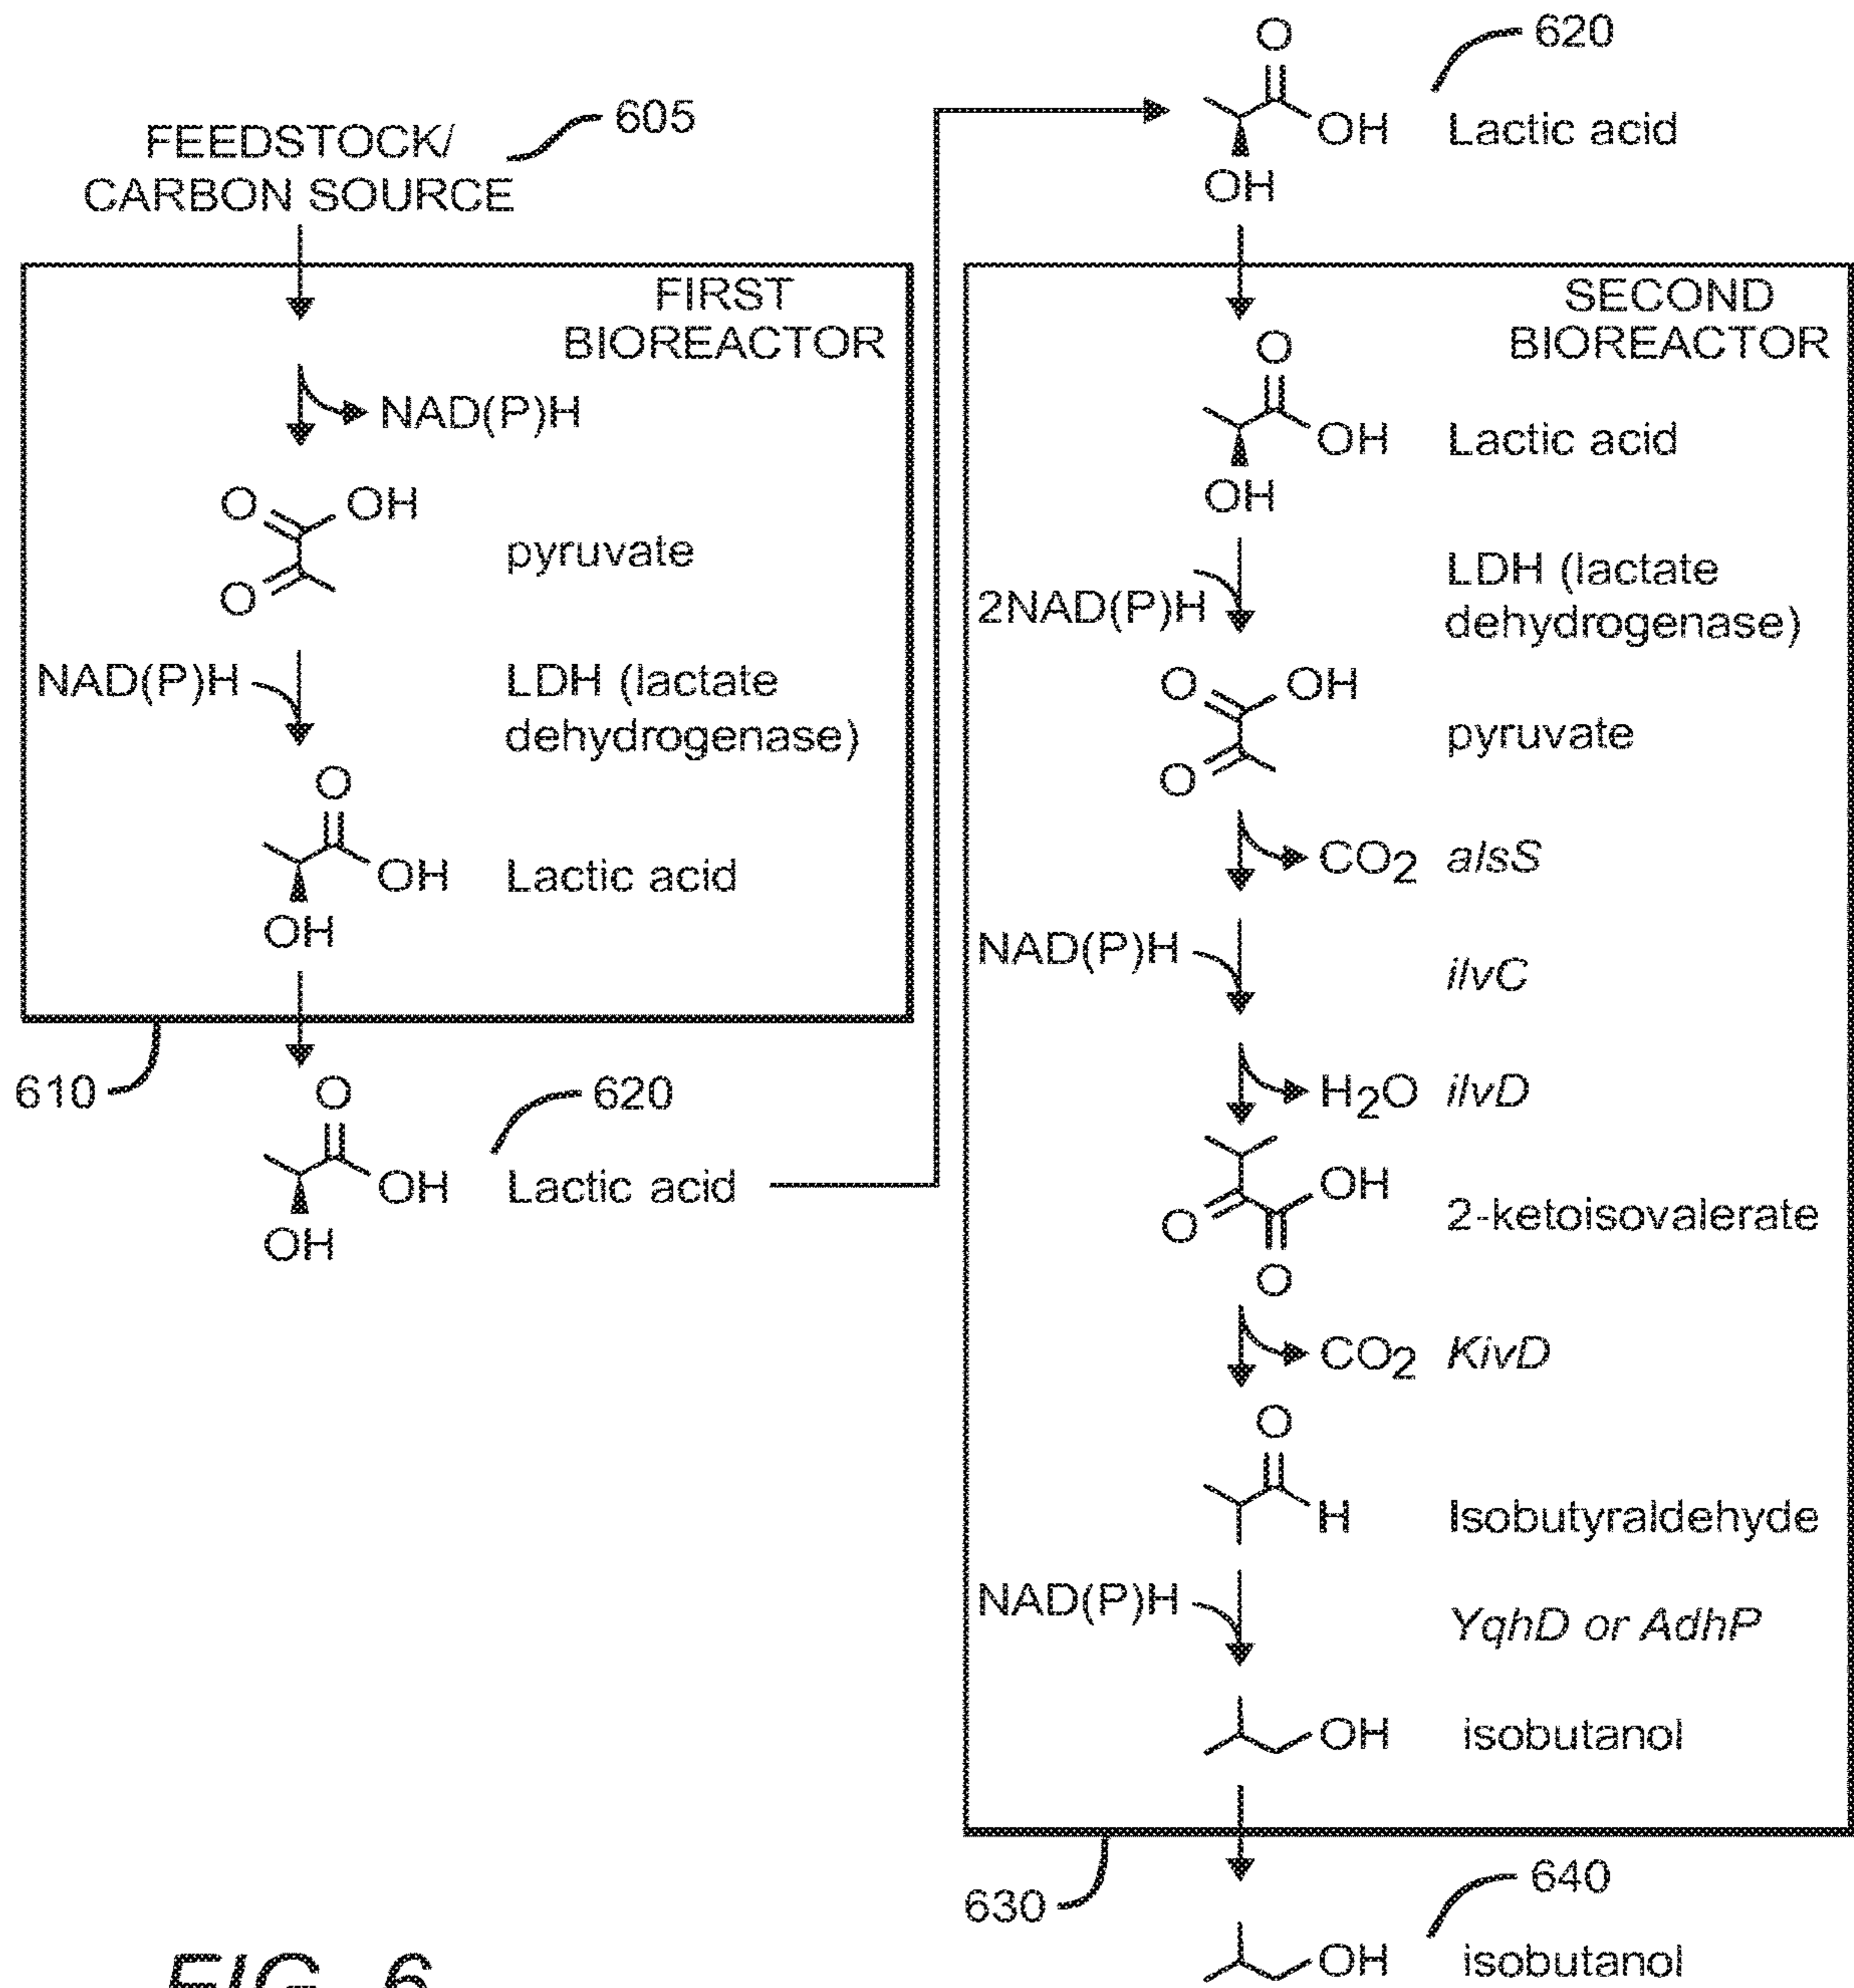 605
FEEDSTOCK/
CARBON SOURCE
FIRST
BIOREACTOR
NAD(P)H
O
OH
pyruvate
O
NAD(P)H
LDH (lactate
dehydrogenase)
O
OH
Lactic acid
OH
610
O
620
OH
Lactic acid
OH
O
620
OH
Lactic acid
OH
SECOND
BIOREACTOR
O
OH
Lactic acid
OH
2NAD(P)H
LDH (lactate
dehydrogenase)
O
OH
pyruvate
O
CO2 alsS
NAD(P)H
ilvC
H2O ilvD
OH
O
2-ketoisovalerate
O
CO2 KivD
O
H
Isobutyraldehyde
NAD(P)H
YqhD or AdhP
OH
isobutanol
630
640
OH
isobutanol
FIG. 6